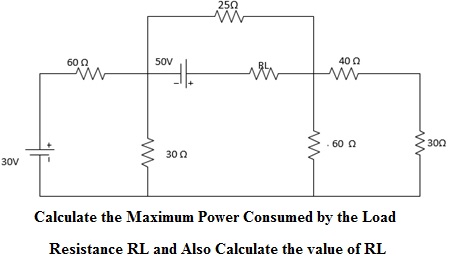 25Ω
60 Ω 50V RL 40 Ω
- +
+
30V - 30 Ω . 60 Ω 30Ω
Calculate the Maximum Power Consumed by the Load
Resistance RL and Also Calculate the value of RL